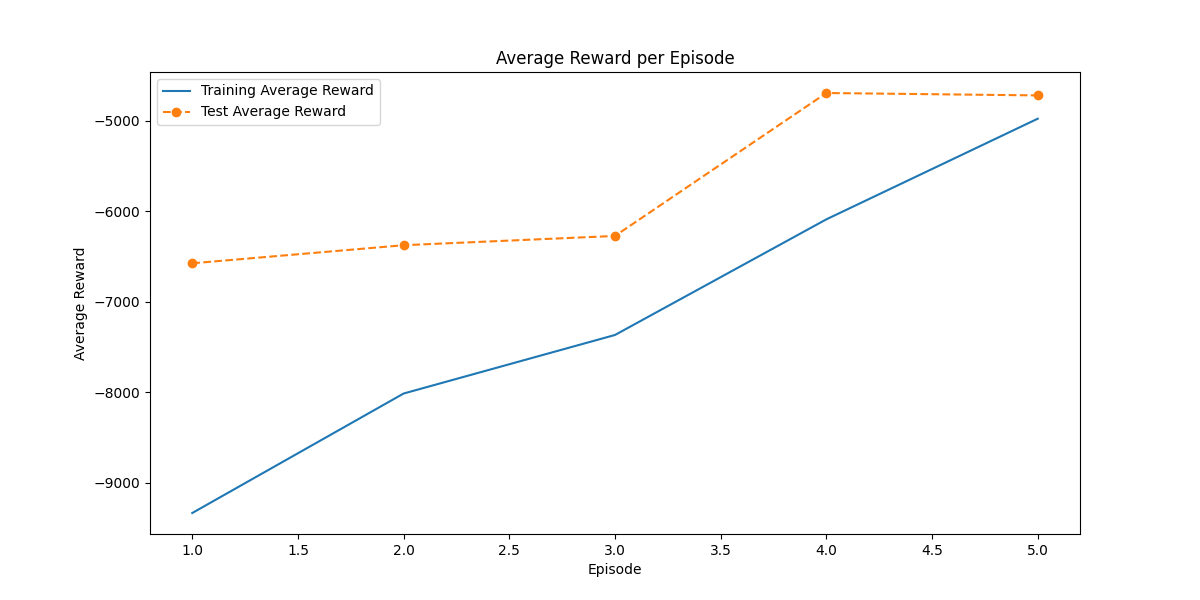 Average Reward per Episode
Training Average Reward
Test Average Reward
Average Reward
−5000
−6000
−7000
−8000
−9000
1.0 1.5 2.0 2.5 3.0 3.5 4.0 4.5 5.0
Episode